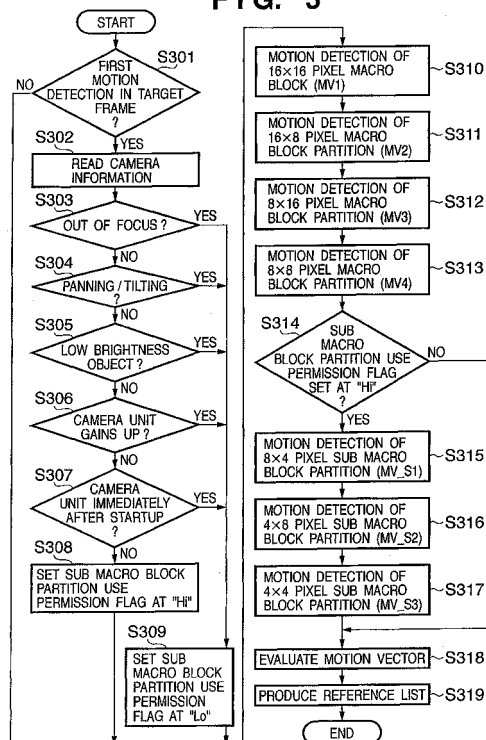 FIG. 3
START
S301
NO
FIRST
MOTION
DETECTION IN TARGET
FRAME
?
YES
S302
READ CAMERA
INFORMATION
S303
YES
OUT OF FOCUS ?
NO
S304
YES
PANNING / TILTING
?
NO
S305
YES
LOW BRIGHTNESS
OBJECT ?
NO
S306
YES
CAMERA UNIT
GAINS UP ?
NO
S307
YES
CAMERA
UNIT IMMEDIATELY
AFTER STARTUP
?
NO
S308
SET SUB MACRO BLOCK
PARTITION USE
PERMISSION FLAG AT "Hi"
S309
SET SUB
MACRO BLOCK
PARTITION USE
PERMISSION
FLAG AT "Lo"
MOTION DETECTION OF
16×16 PIXEL MACRO
BLOCK (MV1)
S310
MOTION DETECTION OF
16×8 PIXEL MACRO
BLOCK PARTITION (MV2)
S311
MOTION DETECTION OF
8×16 PIXEL MACRO
BLOCK PARTITION (MV3)
S312
MOTION DETECTION OF
8×8 PIXEL MACRO
BLOCK PARTITION (MV4)
S313
S314
SUB
MACRO
BLOCK PARTITION USE
PERMISSION FLAG
SET AT "Hi"
?
NO
YES
MOTION DETECTION OF
8×4 PIXEL SUB MACRO
BLOCK PARTITION (MV_S1)
S315
MOTION DETECTION OF
4×8 PIXEL SUB MACRO
BLOCK PARTITION (MV_S2)
S316
MOTION DETECTION OF
4×4 PIXEL SUB MACRO
BLOCK PARTITION (MV_S3)
S317
EVALUATE MOTION VECTOR
S318
PRODUCE REFERENCE LIST
S319
END